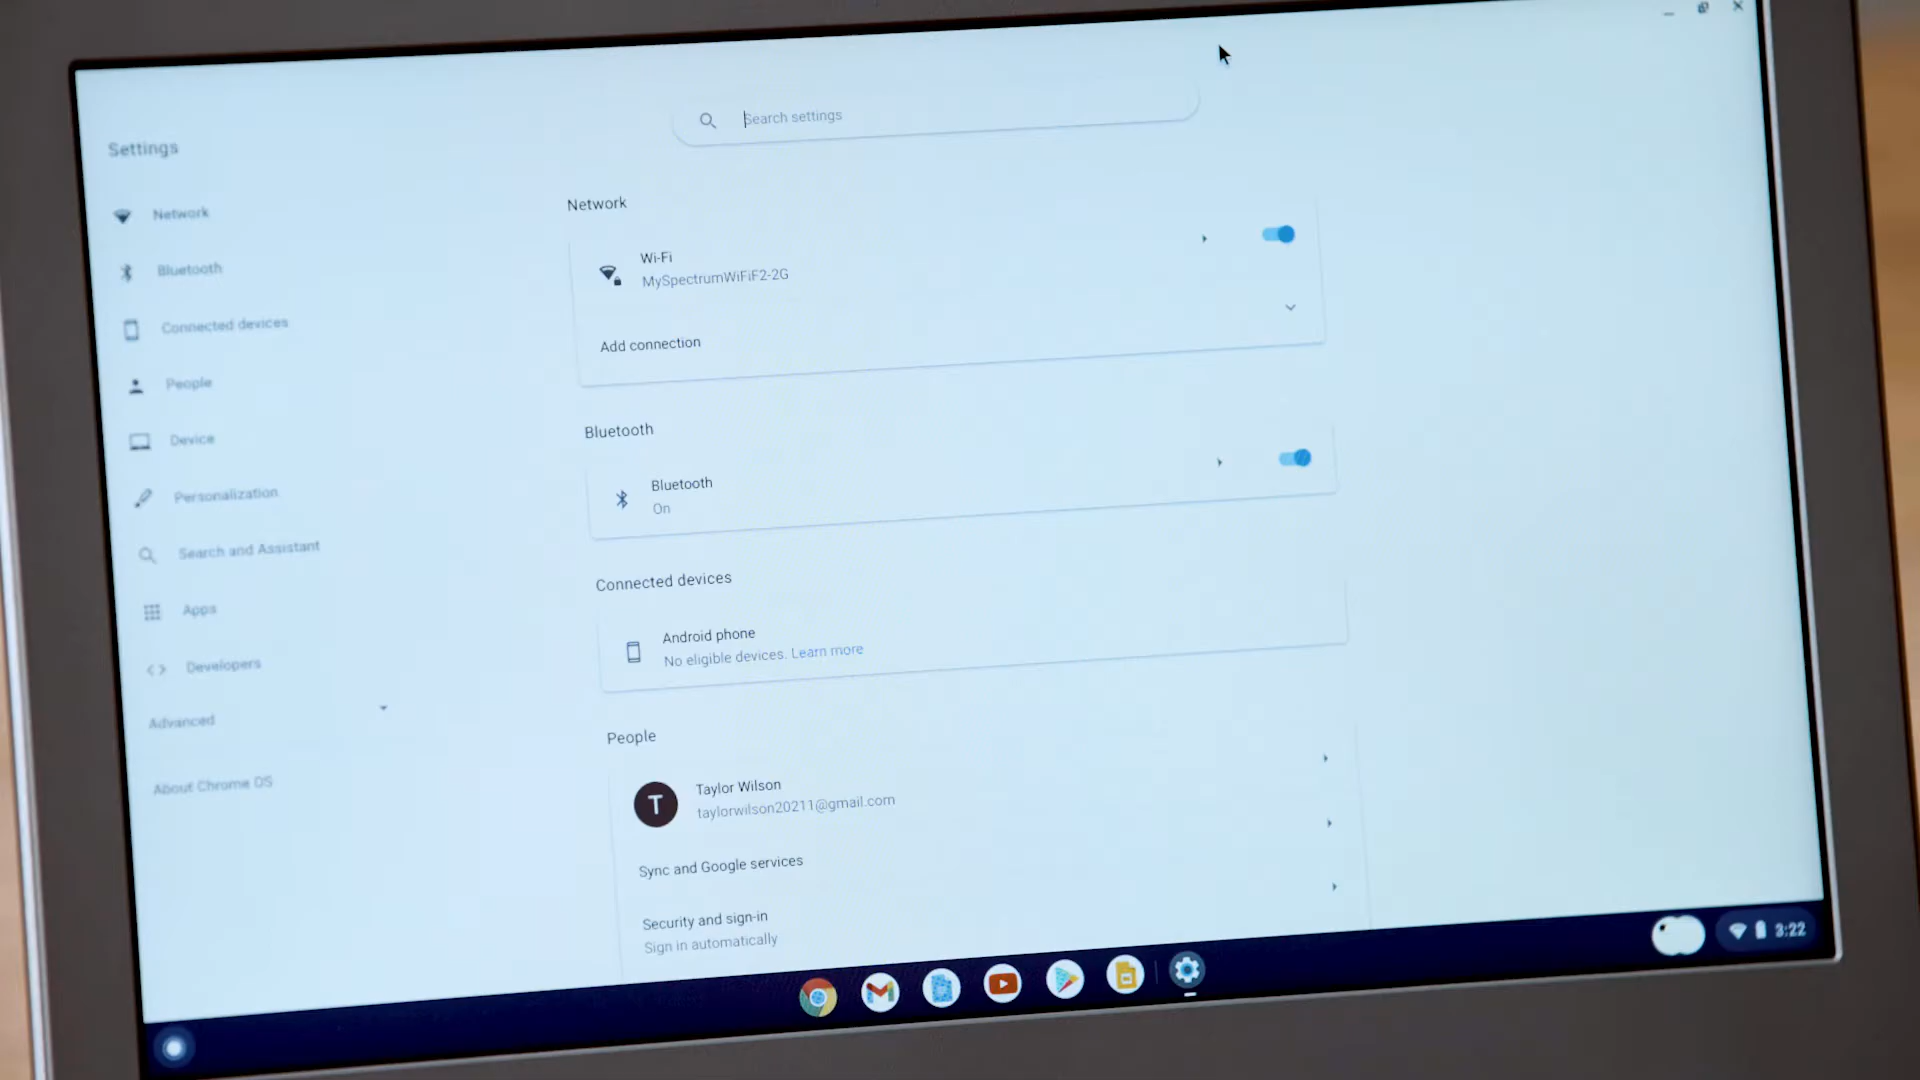 Search settings
Settings
Network
Bluetooth
Connected devices
People
Device
Personalization
Search and Assistant
Apps
Developers
Advanced
About Chrome OS
Network
Wi-Fi
MySpectrumWiFiF2-2G
Add connection
Bluetooth
Bluetooth
On
Connected devices
Android phone
No eligible devices. Learn more
People
T
Taylor Wilson
taylorwilson20211@gmail.com
Sync and Google services
Security and sign-in
Sign in automatically
3:22